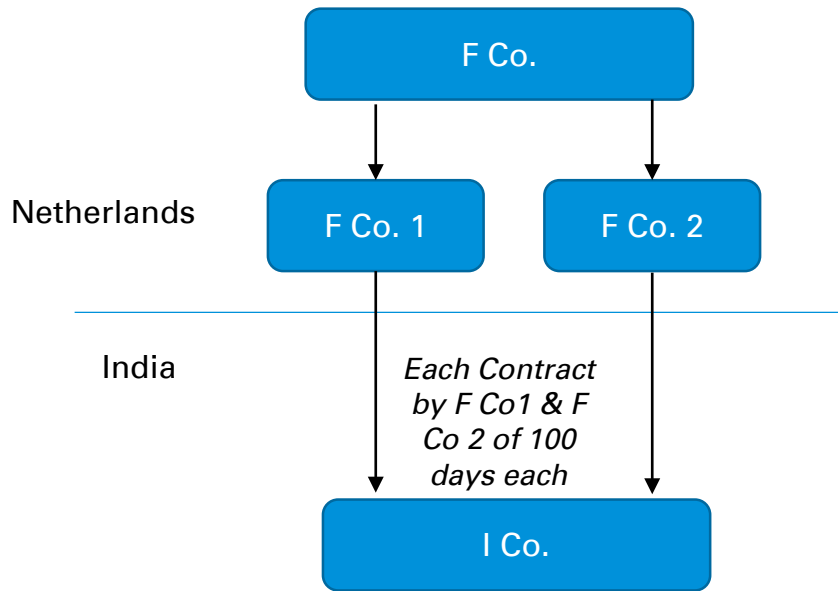 F Co.
Netherlands
F Co. 1
F Co. 2
India
Each Contract
by F Co1 & F
Co 2 of 100
days each
I Co.